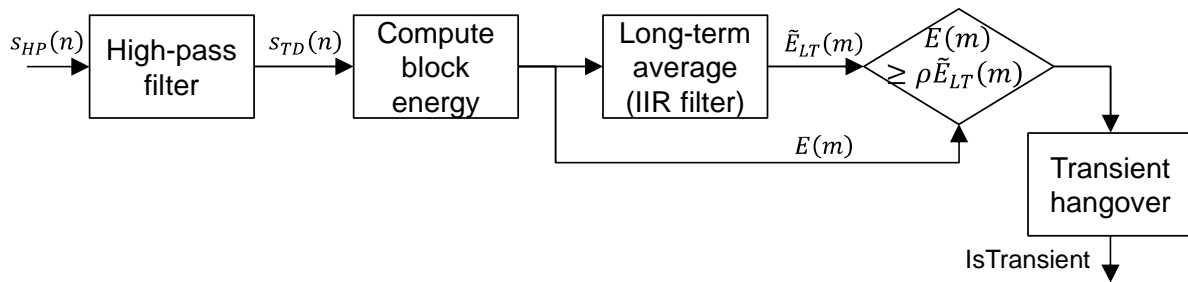 s_HP(n)
High-pass
filter
s_TD(n)
Compute
block
energy
Long-term
average
(IIR filter)
Ẽ_LT(m)
E(m)
≥ ρẼ_LT(m)
E(m)
Transient
hangover
IsTransient